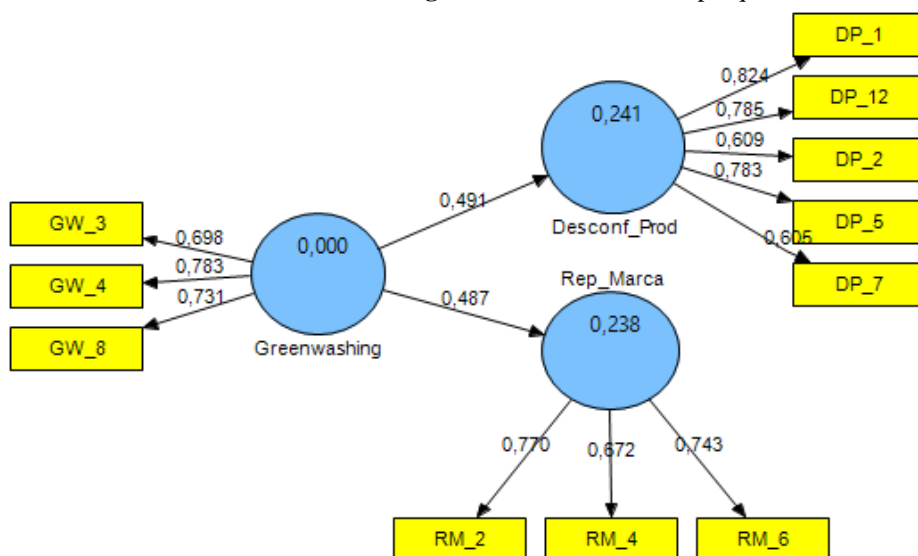 DP_1
0,824
DP_12
0,241
0,785
0,609
DP_2
0,783
0,491
Desconf_Prod
DP_5
0,605
GW_3
0,698
0,000
Rep_Marca
DP_7
GW_4
0,783
0,487
0,731
0,238
GW_8
Greenwashing
0,770
0,672
0,743
RM_2
RM_4
RM_6